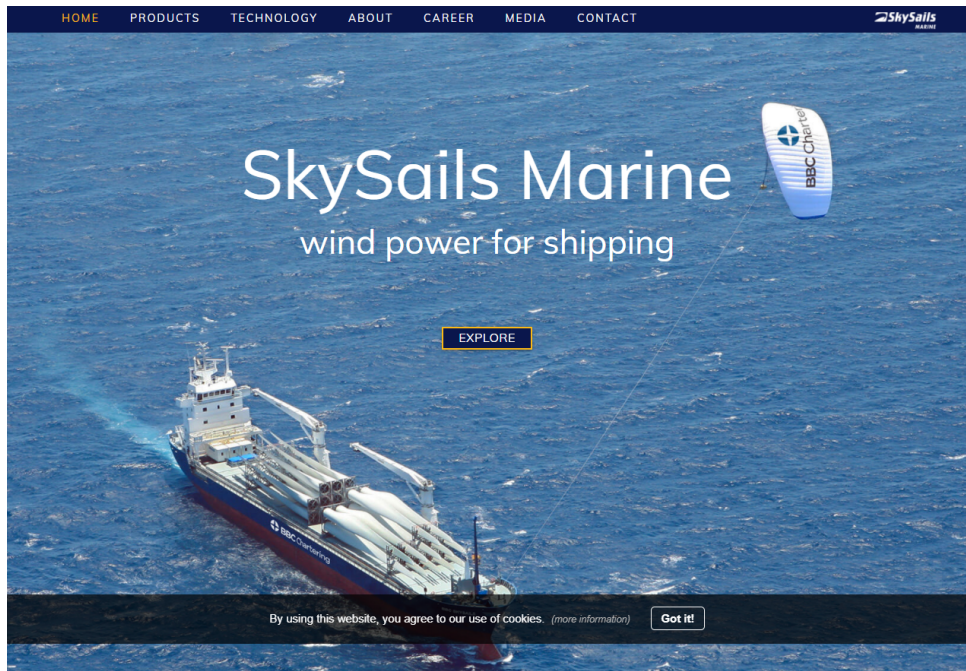 HOME PRODUCTS TECHNOLOGY ABOUT CAREER MEDIA CONTACT
SkySails
MARINE
BBC Charte
SkySails Marine
wind power for shipping
EXPLORE
BBC Chartering
By using this website, you agree to our use of cookies. (more information) Got it!